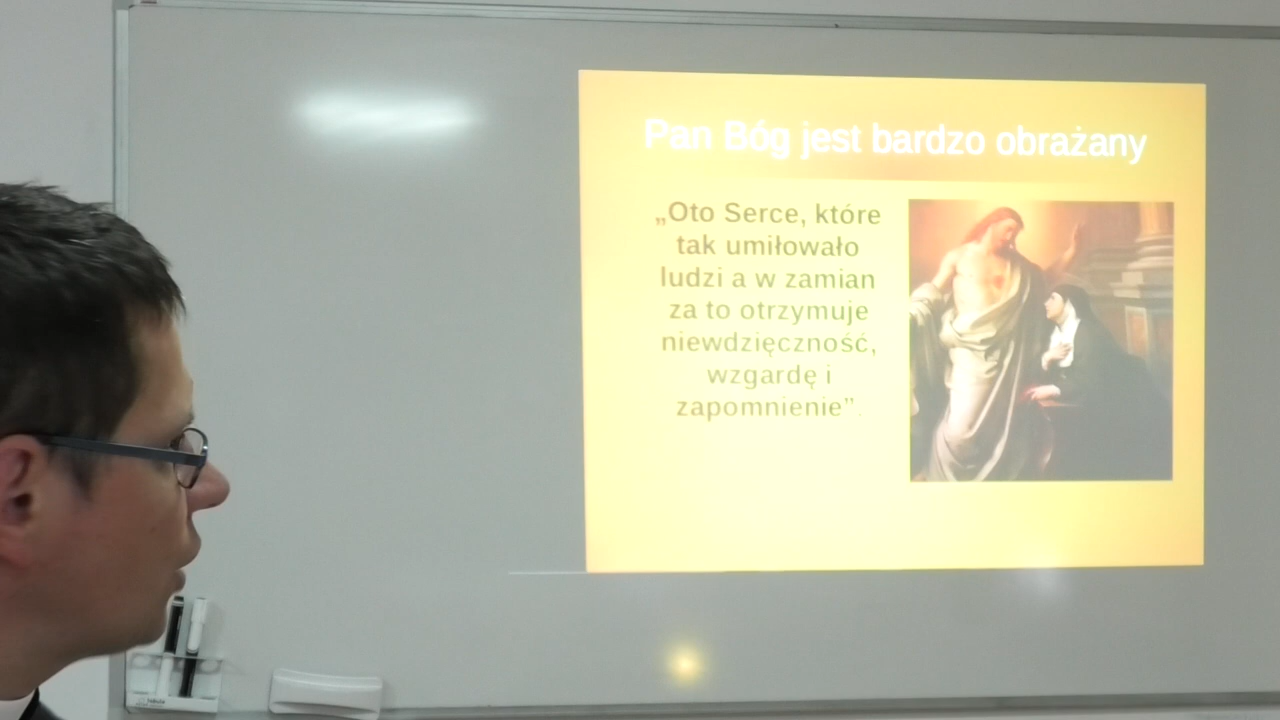 Pan Bóg jest bardzo obrażany
„Oto Serce, które
tak umiłowało
ludzi a w zamian
za to otrzymuje
niewdzięczność,
wzgardę i
zapomnienie”.